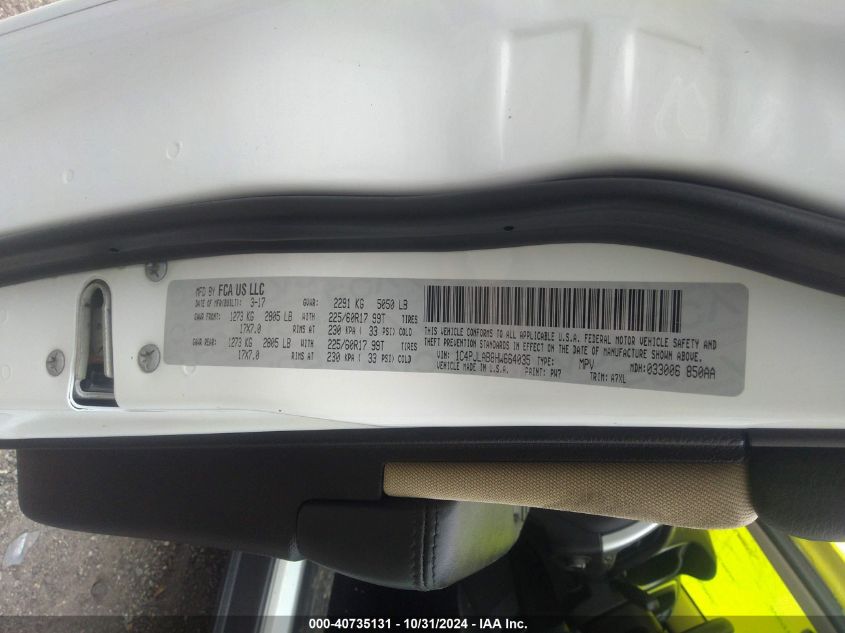 MFD BY FCA US LLC
DATE OF MFR(BUILT): 3-17 GVWR: 2291 KG 5050 LB
GAWR FRONT: 1273 KG 2805 LB WITH 225/60R17 99T TIRES
17X7.0 RIMS AT 230 KPA ( 33 PSI) COLD
GAWR REAR: 1273 KG 2805 LB WITH 225/60R17 99T TIRES
17X7.0 RIMS AT 230 KPA ( 33 PSI) COLD
THIS VEHICLE CONFORMS TO ALL APPLICABLE U.S.A. FEDERAL MOTOR VEHICLE SAFETY AND
THEFT PREVENTION STANDARDS IN EFFECT ON THE DATE OF MANUFACTURE SHOWN ABOVE.
VIN: 1C4PJLAB8HW664035 TYPE: MPV MDH: 033006 850AA
VEHICLE MADE IN U.S.A. PAINT: PW7 TRIM: A7XL
000-40735131 - 10/31/2024 - IAA Inc.